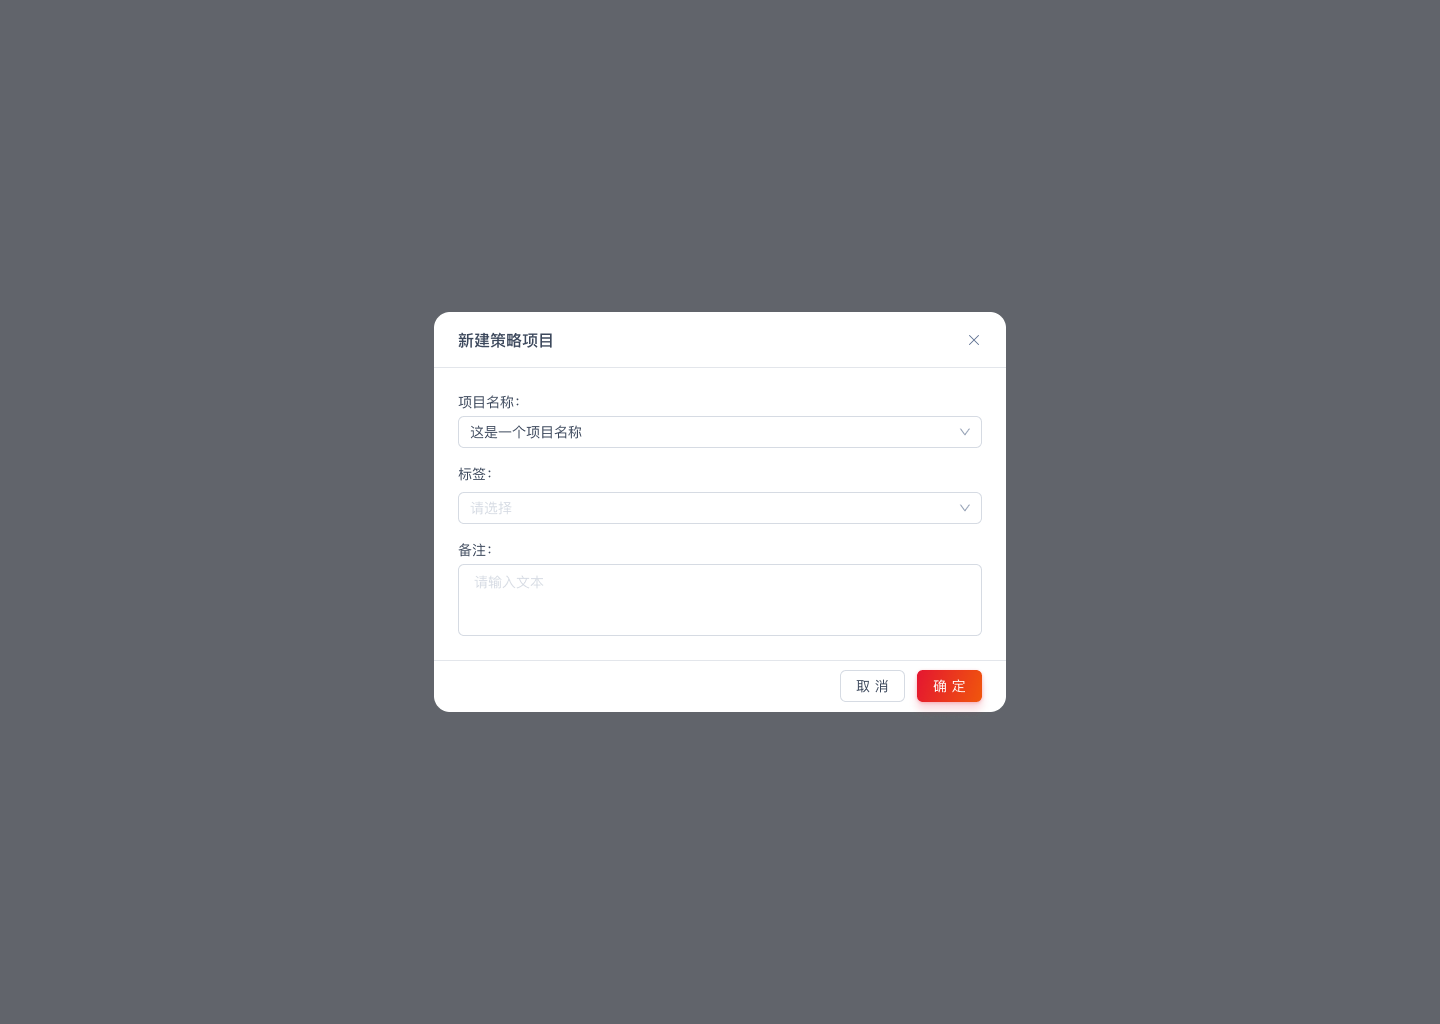 新建策略项目
项目名称：
这是一个项目名称
标签：
请选择
备注：
请输入文本
取 消
确 定